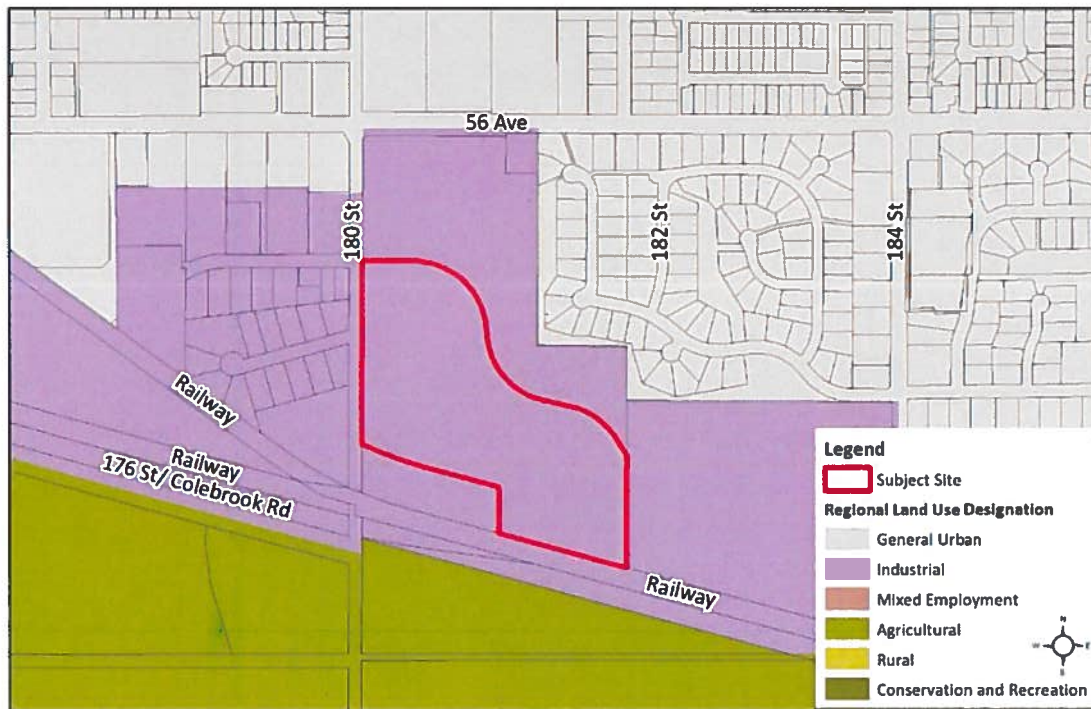 56 Ave
180 St
182 St
184 St
Railway
Railway
176 St/ Colebrook Rd
Railway
Legend
Subject Site
Regional Land Use Designation
General Urban
Industrial
Mixed Employment
Agricultural
Rural
Conservation and Recreation
N
W
E
S